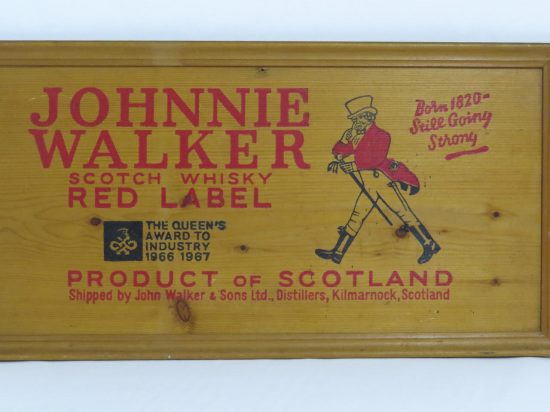 JOHNNIE
WALKER
SCOTCH WHISKY
RED LABEL
Born 1820-
Still Going
Strong
THE QUEEN'S
AWARD TO
INDUSTRY
1966 1967
PRODUCT OF SCOTLAND
Shipped by John Walker & Sons Ltd., Distillers, Kilmarnock, Scotland